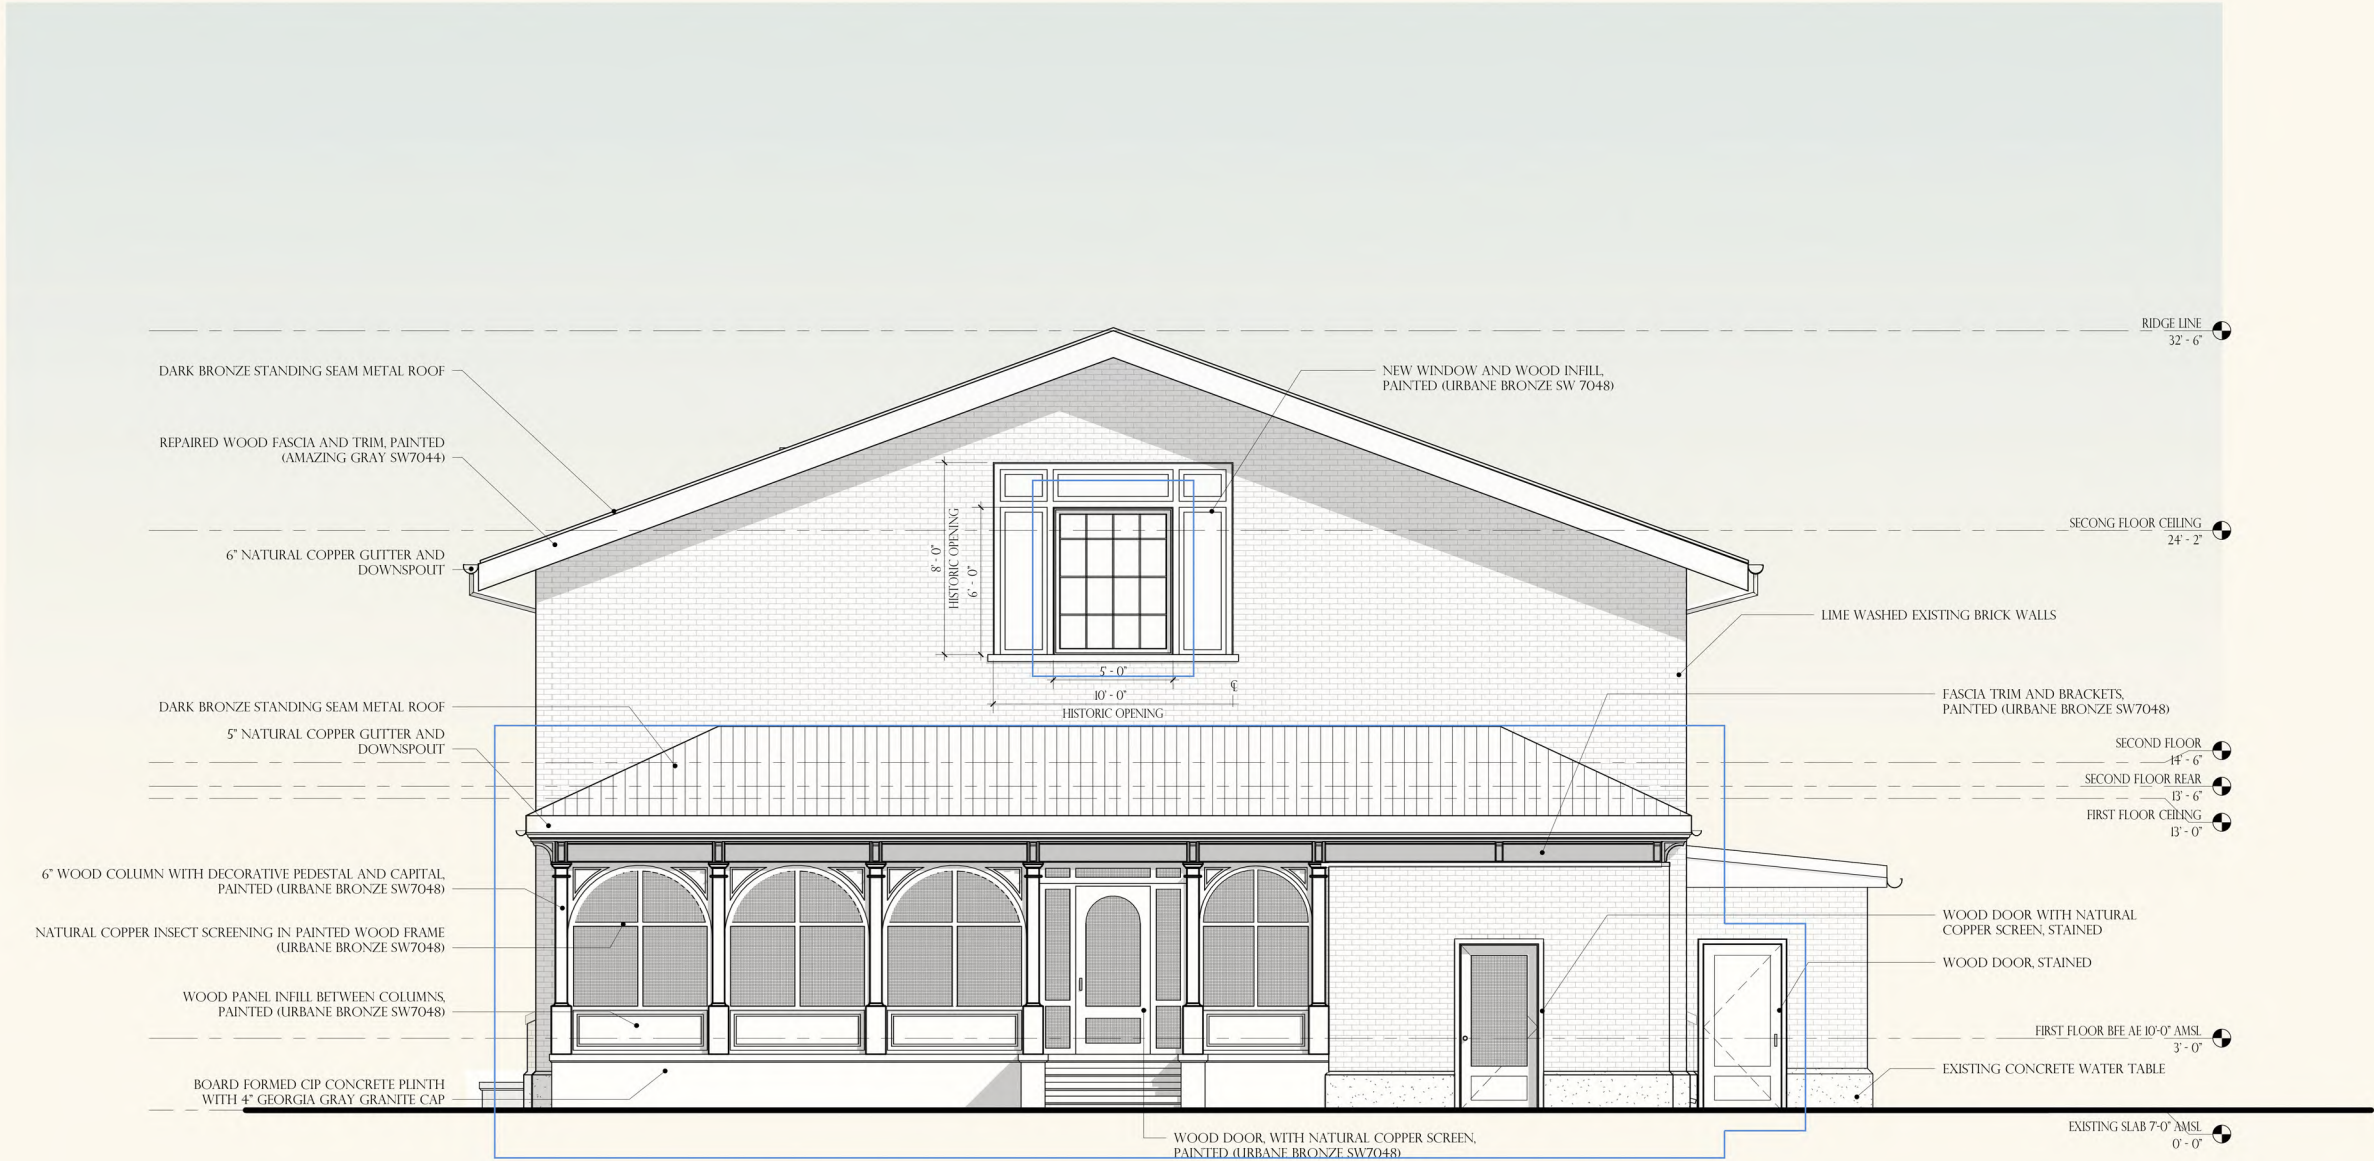 RIDGE LINE
32' - 6"
DARK BRONZE STANDING SEAM METAL ROOF
NEW WINDOW AND WOOD INFILL,
PAINTED (URBANE BRONZE SW 7048)
REPAIRED WOOD FASCIA AND TRIM, PAINTED
(AMAZING GRAY SW7044)
SECONG FLOOR CEILING
24' - 2"
6" NATURAL COPPER GUTTER AND
DOWNSPOUT
8' - 0"
HISTORIC OPENING
6' - 0"
LIME WASHED EXISTING BRICK WALLS
5' - 0"
10' - 0"
℄
HISTORIC OPENING
DARK BRONZE STANDING SEAM METAL ROOF
FASCIA TRIM AND BRACKETS,
PAINTED (URBANE BRONZE SW7048)
5" NATURAL COPPER GUTTER AND
DOWNSPOUT
SECOND FLOOR
14' - 6"
SECOND FLOOR REAR
13' - 6"
FIRST FLOOR CEILING
13' - 0"
6" WOOD COLUMN WITH DECORATIVE PEDESTAL AND CAPITAL,
PAINTED (URBANE BRONZE SW7048)
NATURAL COPPER INSECT SCREENING IN PAINTED WOOD FRAME
(URBANE BRONZE SW7048)
WOOD DOOR WITH NATURAL
COPPER SCREEN, STAINED
WOOD DOOR, STAINED
WOOD PANEL INFILL BETWEEN COLUMNS,
PAINTED (URBANE BRONZE SW7048)
FIRST FLOOR BFE AE 10'-0" AMSL
3' - 0"
EXISTING CONCRETE WATER TABLE
BOARD FORMED CIP CONCRETE PLINTH
WITH 4" GEORGIA GRAY GRANITE CAP
EXISTING SLAB 7'-0" AMSL
0' - 0"
WOOD DOOR, WITH NATURAL COPPER SCREEN,
PAINTED (URBANE BRONZE SW7048)